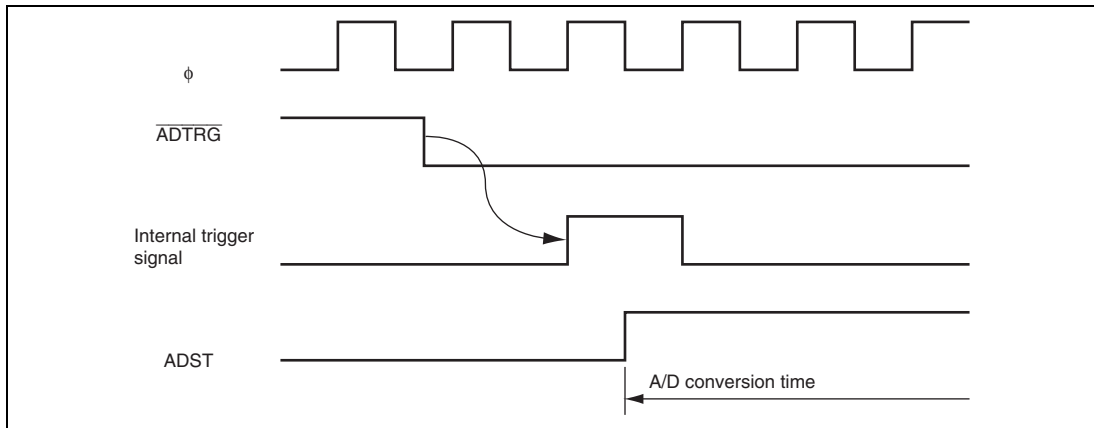 ϕ
ADTRG
Internal trigger
signal
ADST
A/D conversion time